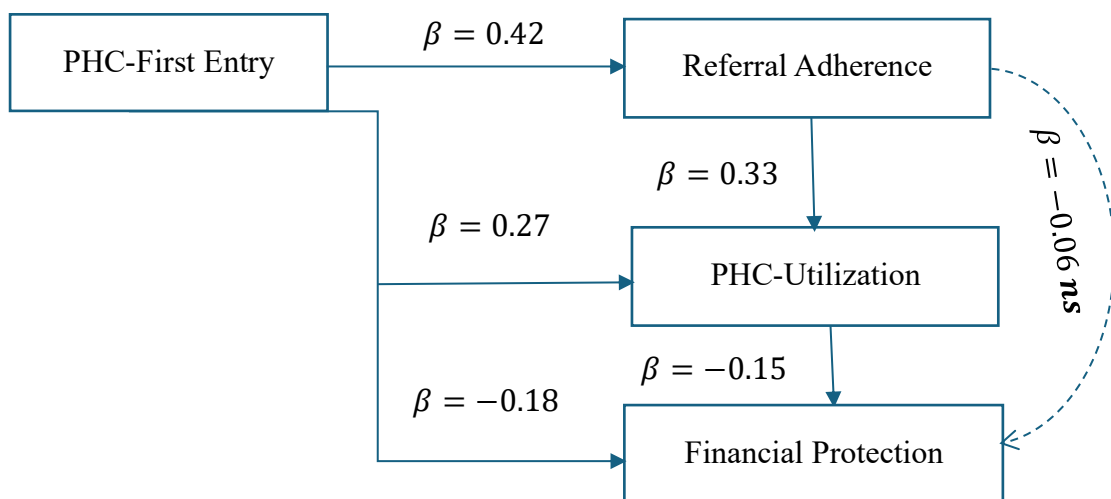 PHC-First Entry
β = 0.42
Referral Adherence
β = 0.33
β = −0.06 ns
β = 0.27
PHC-Utilization
β = −0.15
β = −0.18
Financial Protection